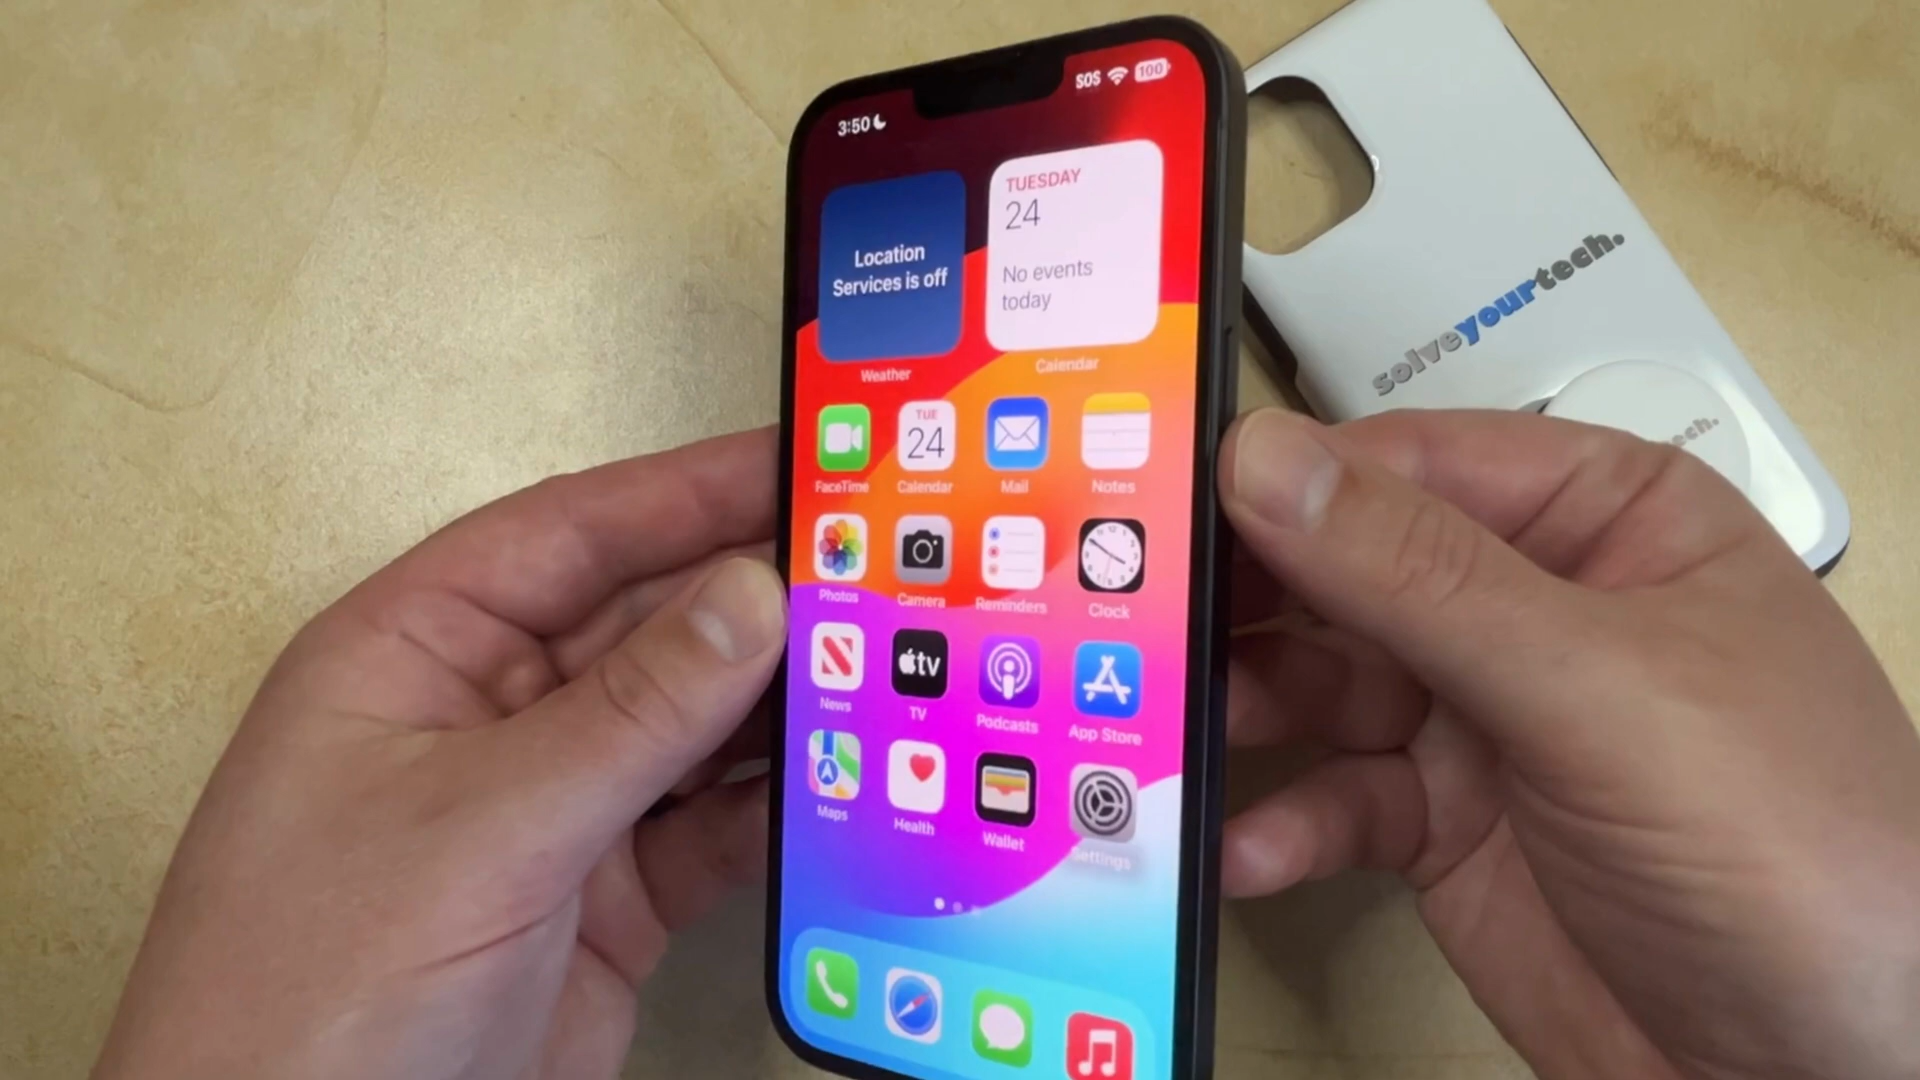 3:50
SOS
100
Location
Services is off
Weather
TUESDAY
24
No events
today
Calendar
FaceTime
TUE
24
Calendar
Mail
Notes
Photos
Camera
Reminders
Clock
News
tv
TV
Podcasts
App Store
Maps
Health
Wallet
Settings
solveyourtech.
ech.